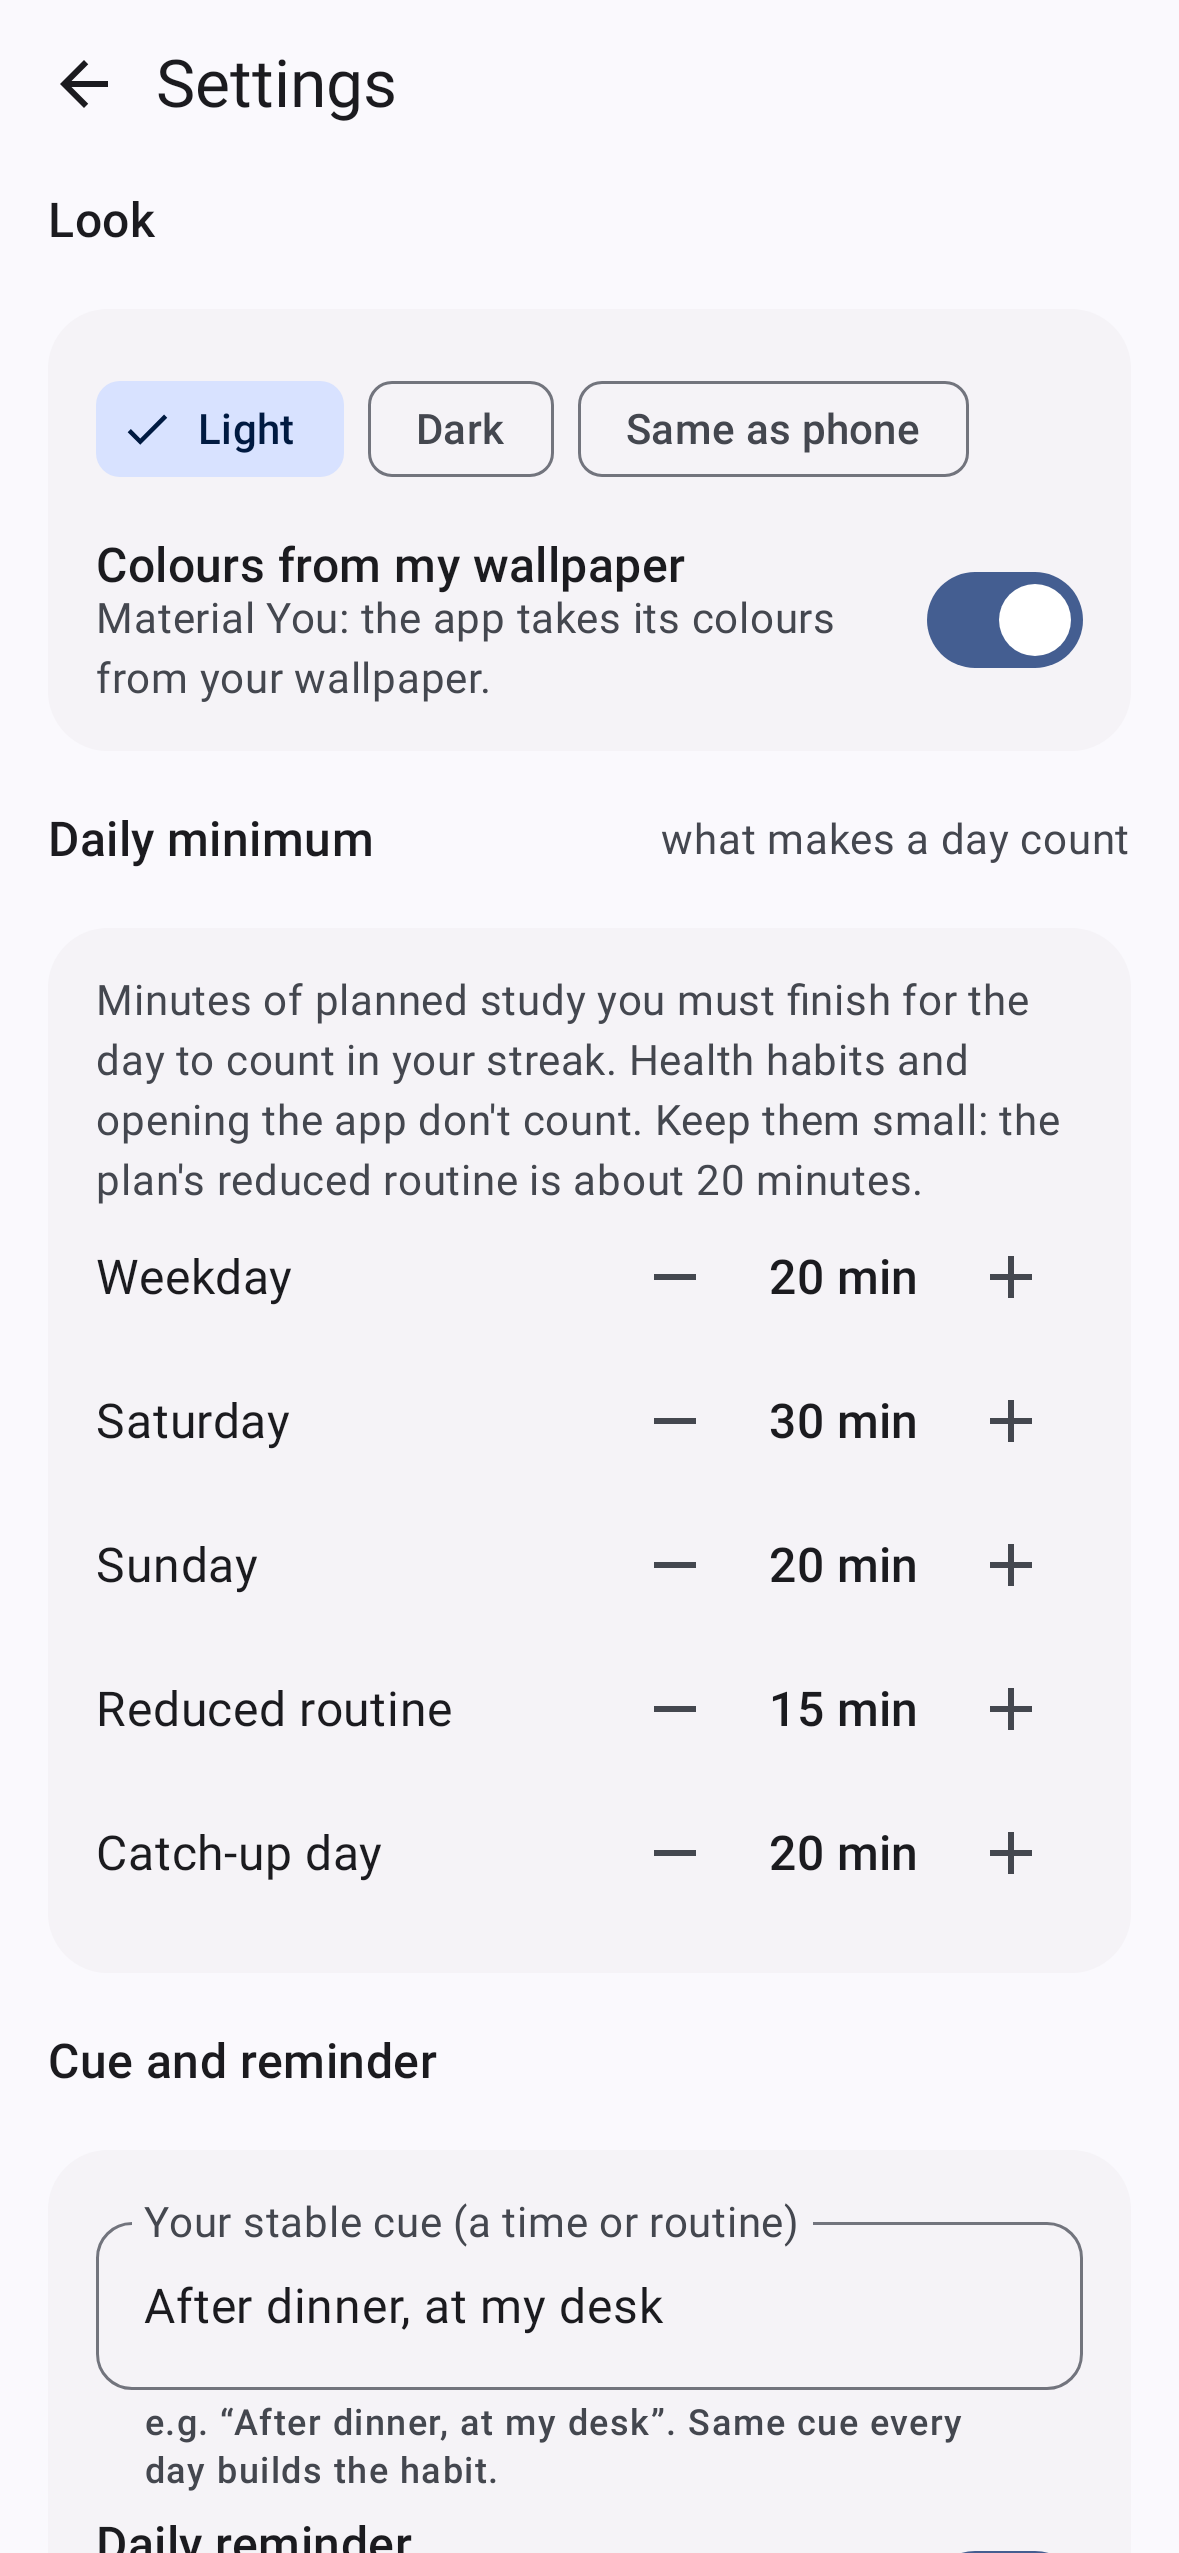 Settings
Look
Light
Dark
Same as phone
Colours from my wallpaper
Material You: the app takes its colours
from your wallpaper.
Daily minimum
what makes a day count
Minutes of planned study you must finish for the
day to count in your streak. Health habits and
opening the app don't count. Keep them small: the
plan's reduced routine is about 20 minutes.
Weekday
20 min
Saturday
30 min
Sunday
20 min
Reduced routine
15 min
Catch-up day
20 min
Cue and reminder
Your stable cue (a time or routine)
After dinner, at my desk
e.g. “After dinner, at my desk”. Same cue every
day builds the habit.
Daily reminder